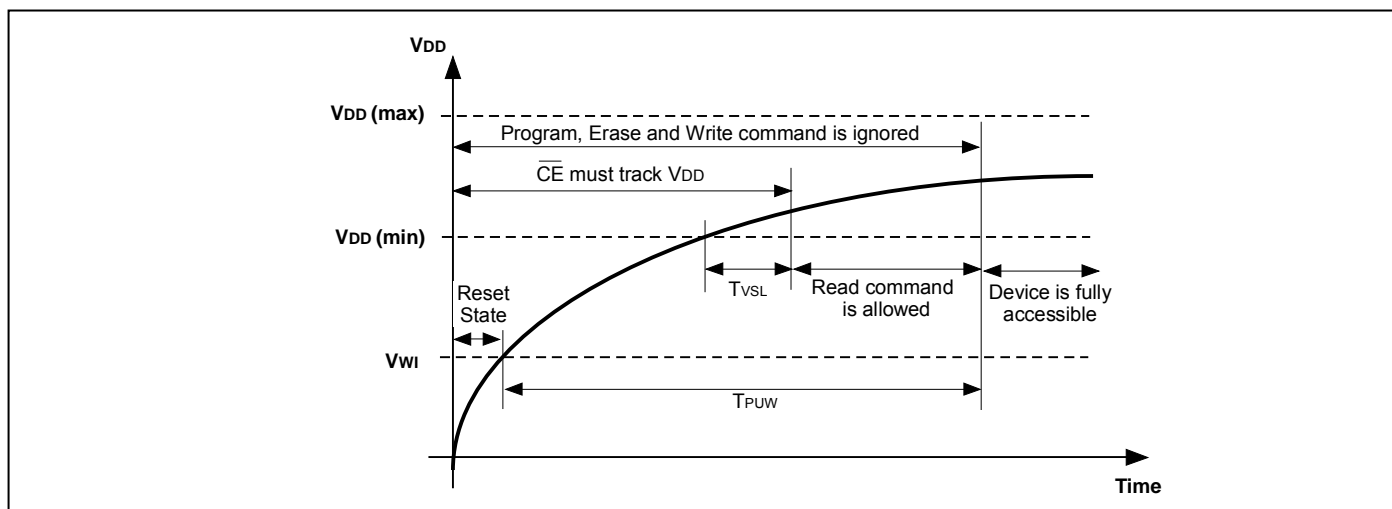 VDD
VDD (max)
Program, Erase and Write command is ignored
CE must track VDD
VDD (min)
TVSL
Read command
is allowed
Device is fully
accessible
Reset
State
VWI
TPUW
Time